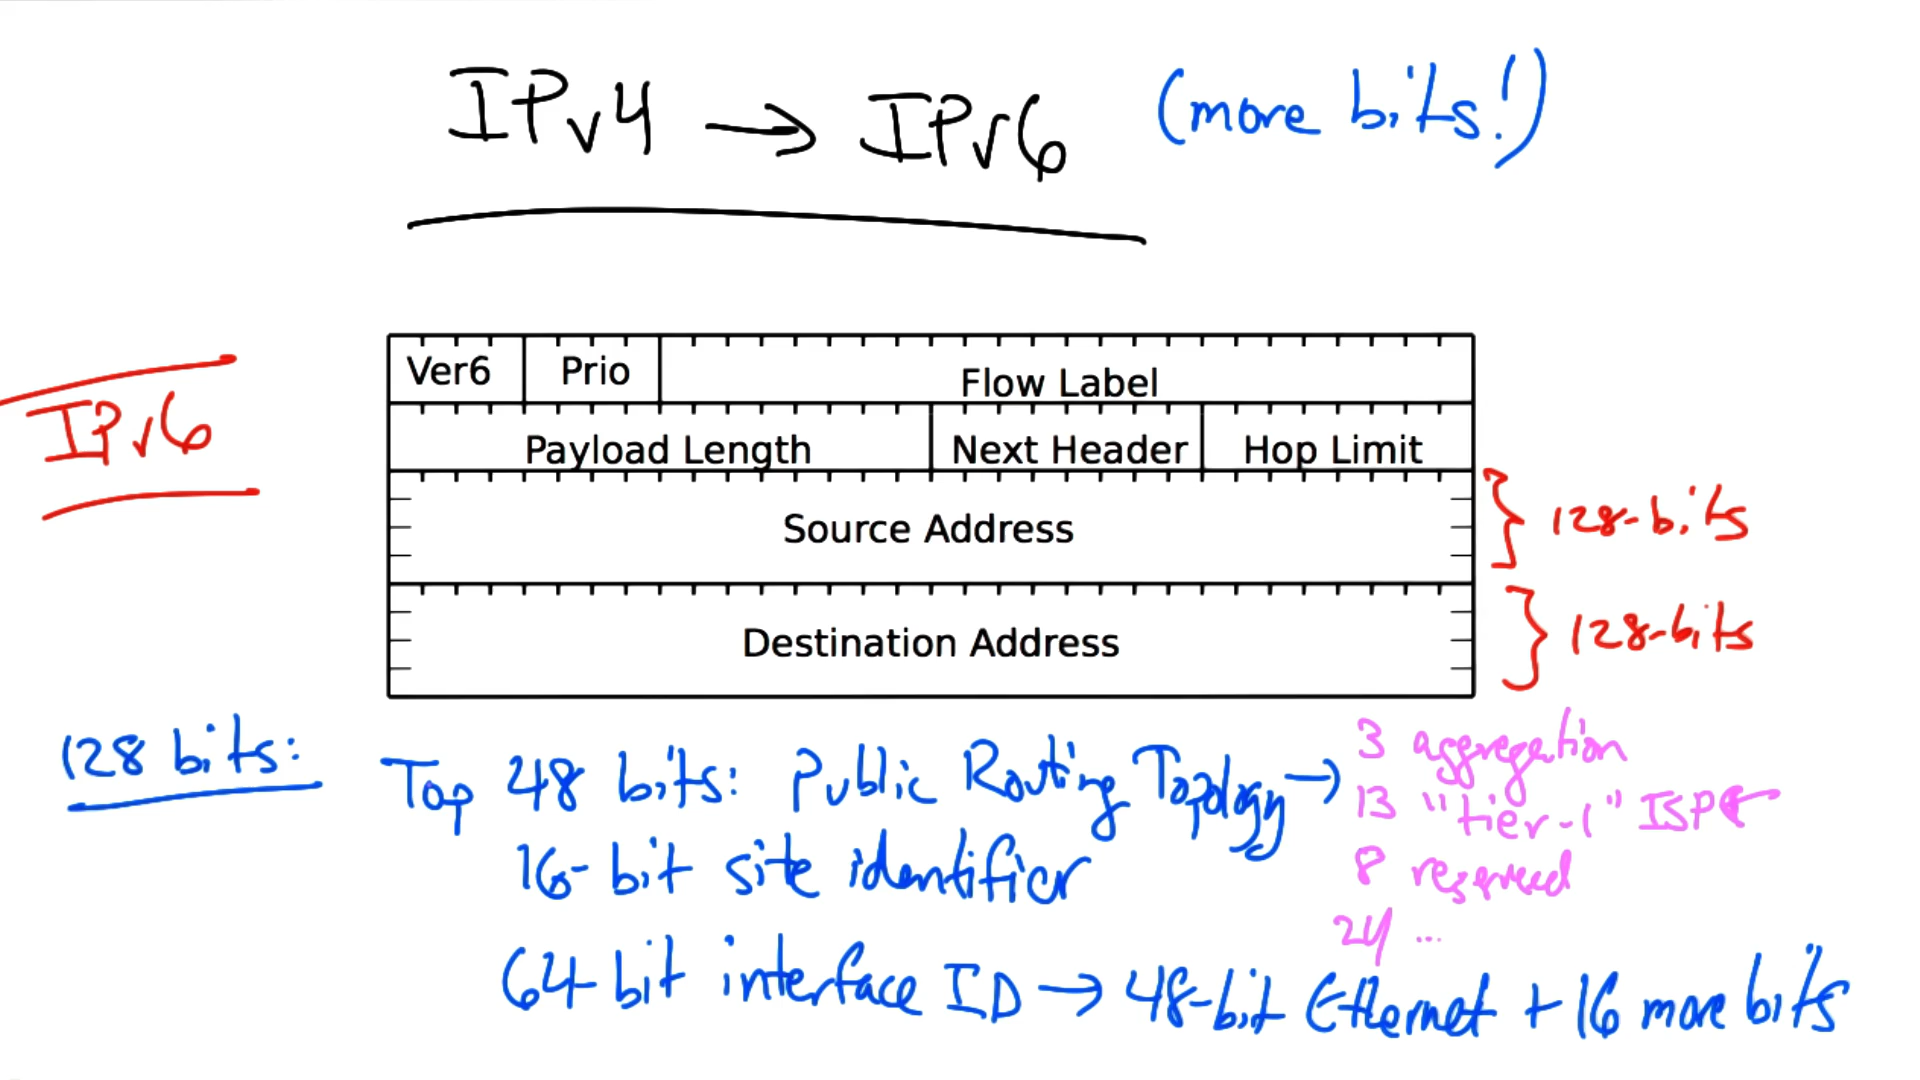 IPv4 → IPv6 (more bits!)
IPv6
Ver6 Prio Flow Label
Payload Length Next Header Hop Limit
Source Address
128-bits
Destination Address
128-bits
128 bits: Top 48 bits: Public Routing Topology →
3 aggregation
13 "tier-1" ISP ←
8 reserved
24 ...
16-bit site identifier
64-bit interface ID → 48-bit Ethernet + 16 more bits